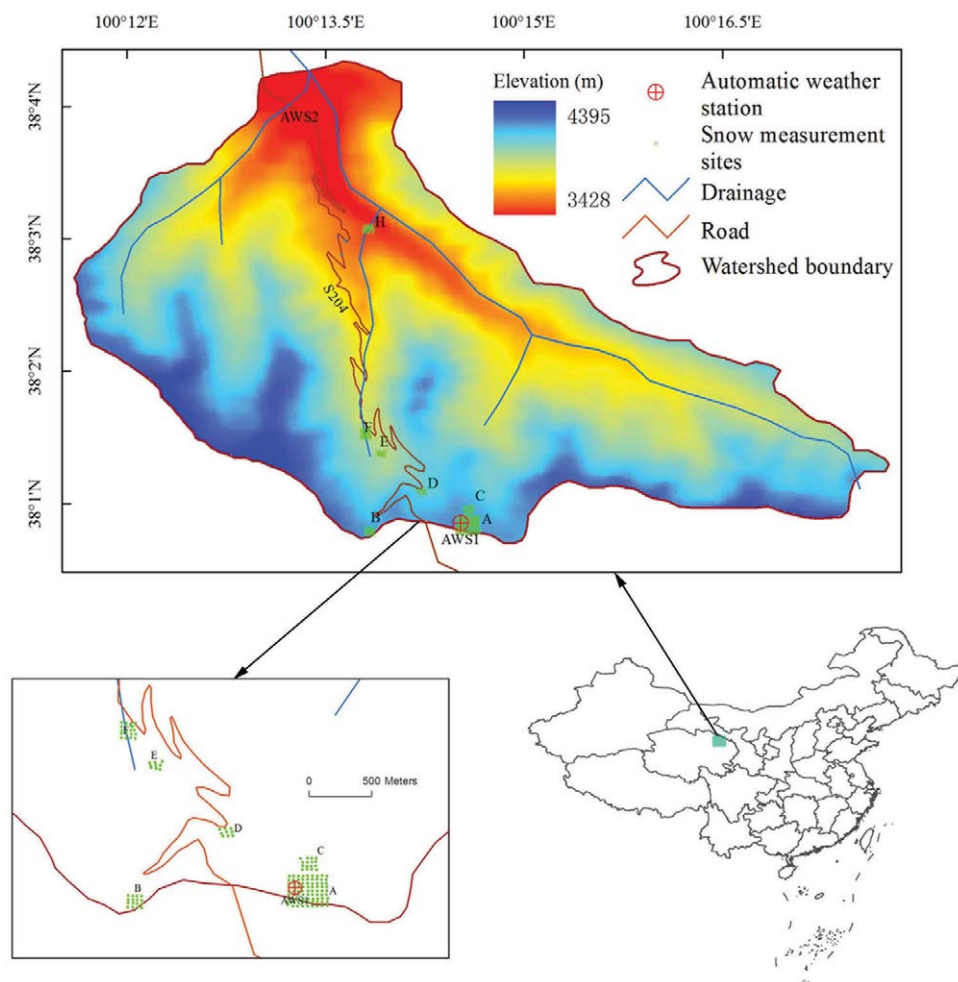 100°12'E
100°13.5'E
100°15'E
100°16.5'E
38°4'N
38°3'N
38°2'N
38°1'N
Elevation (m)
4395
3428
Automatic weather
station
Snow measurement
sites
Drainage
Road
Watershed boundary
AWS2
H
S204
F
E
D
C
B
A
AWS1
F
E
0
500 Meters
D
C
B
A
AWS1